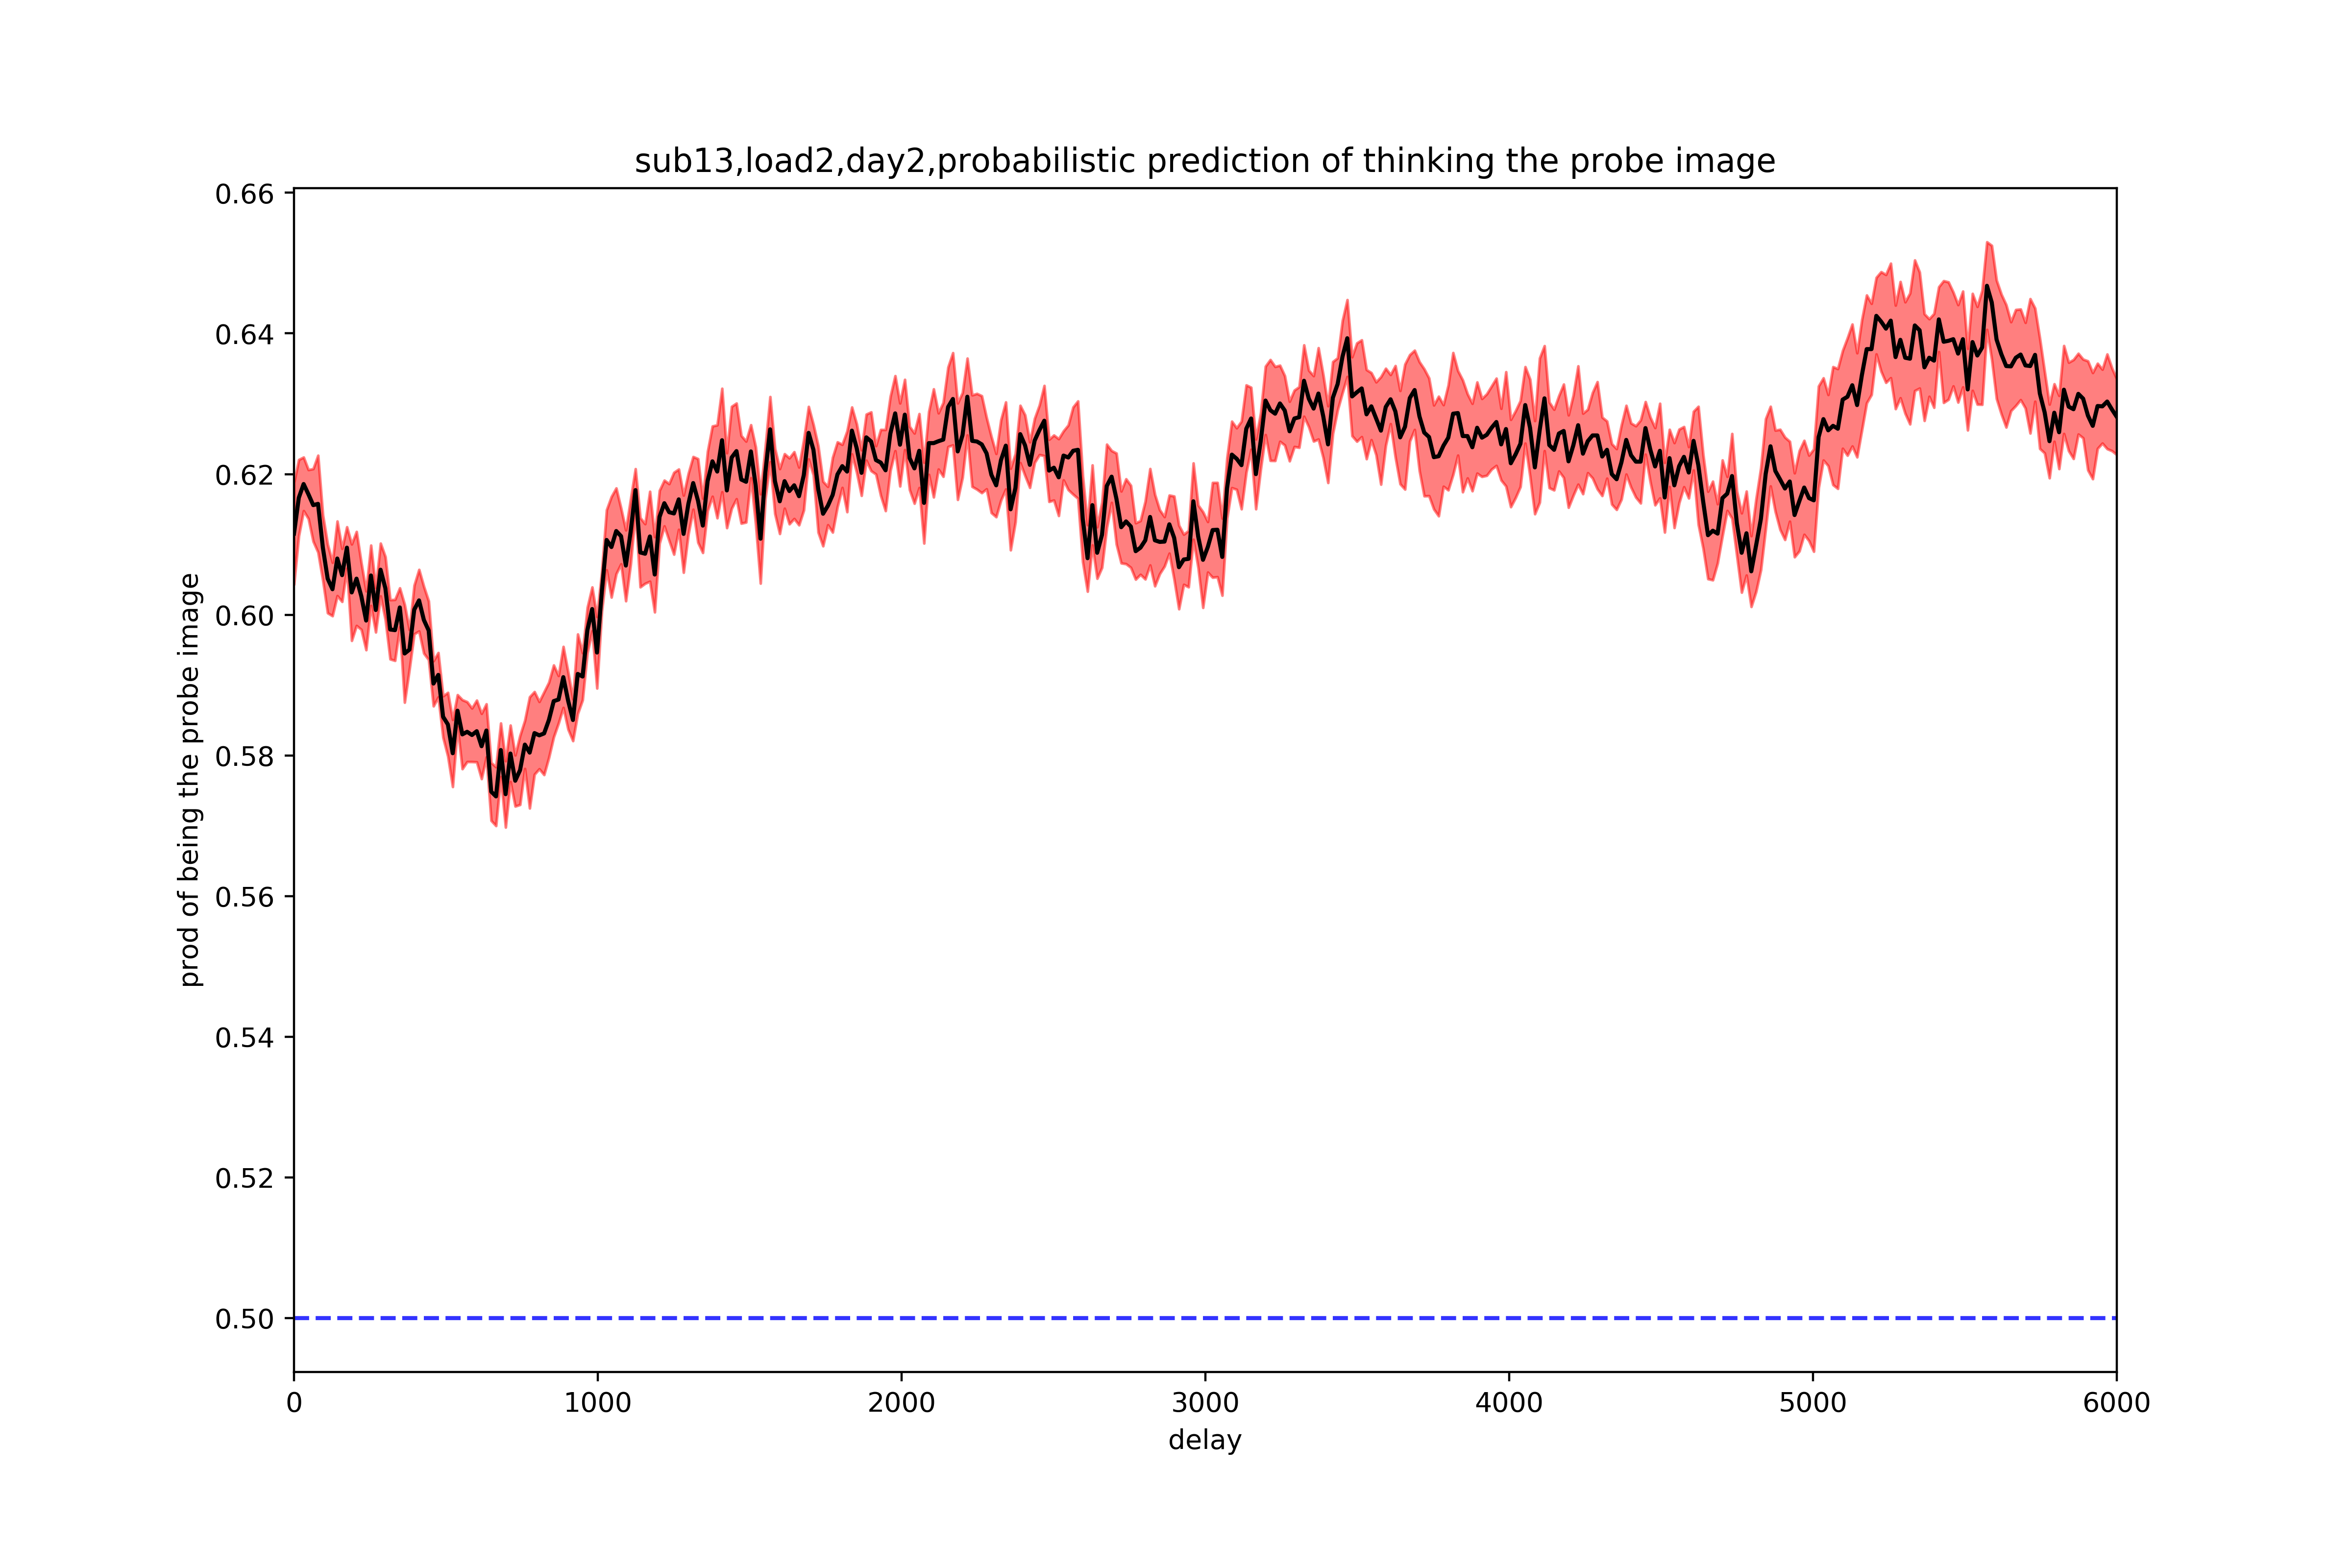 sub13,load2,day2,probabilistic prediction of thinking the probe image
prod of being the probe image
0.66
0.64
0.62
0.60
0.58
0.56
0.54
0.52
0.50
0 1000 2000 3000 4000 5000 6000
delay